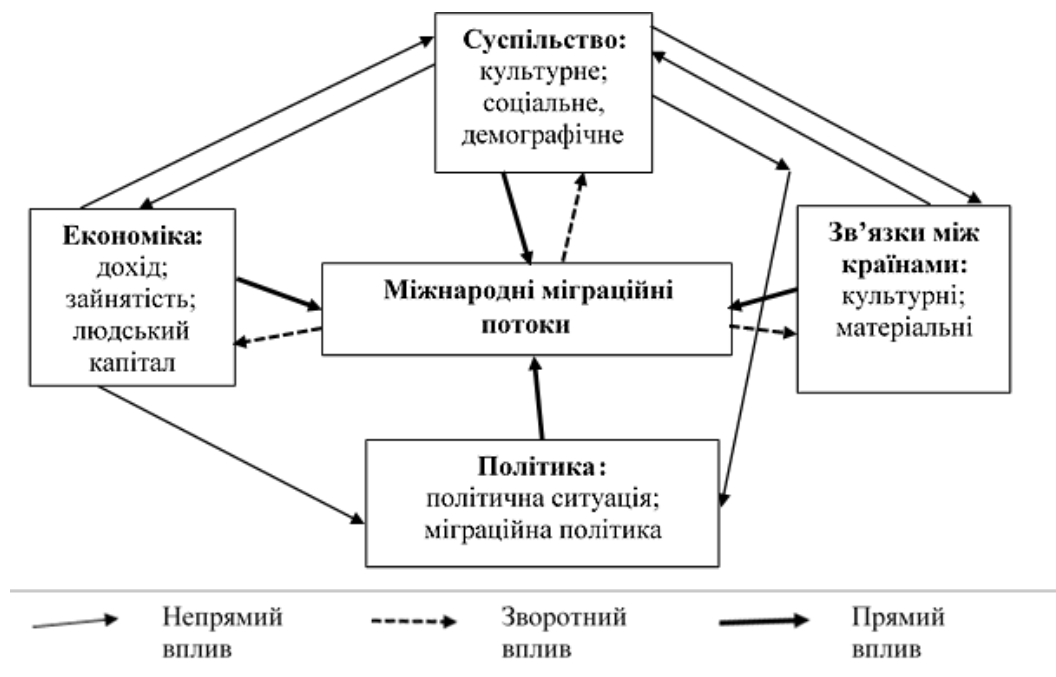 Суспільство:
культурне;
соціальне,
демографічне
Економіка:
дохід;
зайнятість;
людський
капітал
Міжнародні міграційні
потоки
Зв’язки між
країнами:
культурні;
матеріальні
Політика:
політична ситуація;
міграційна політика
Непрямий
вплив
Зворотний
вплив
Прямий
вплив